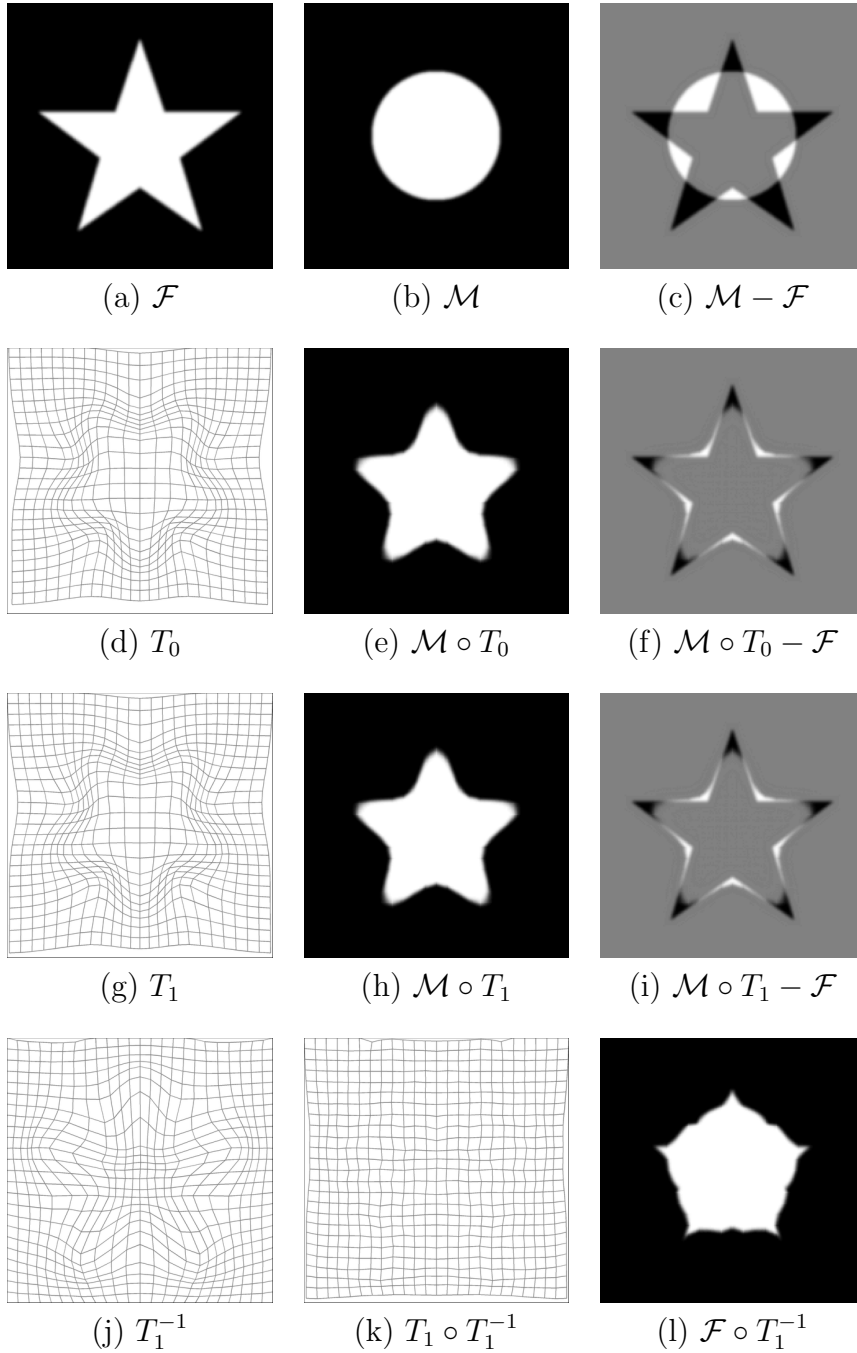 (a) ℱ
(b) ℳ
(c) ℳ − ℱ
(d) T₀
(e) ℳ ∘ T₀
(f) ℳ ∘ T₀ − ℱ
(g) T₁
(h) ℳ ∘ T₁
(i) ℳ ∘ T₁ − ℱ
(j) T₁⁻¹
(k) T₁ ∘ T₁⁻¹
(l) ℱ ∘ T₁⁻¹